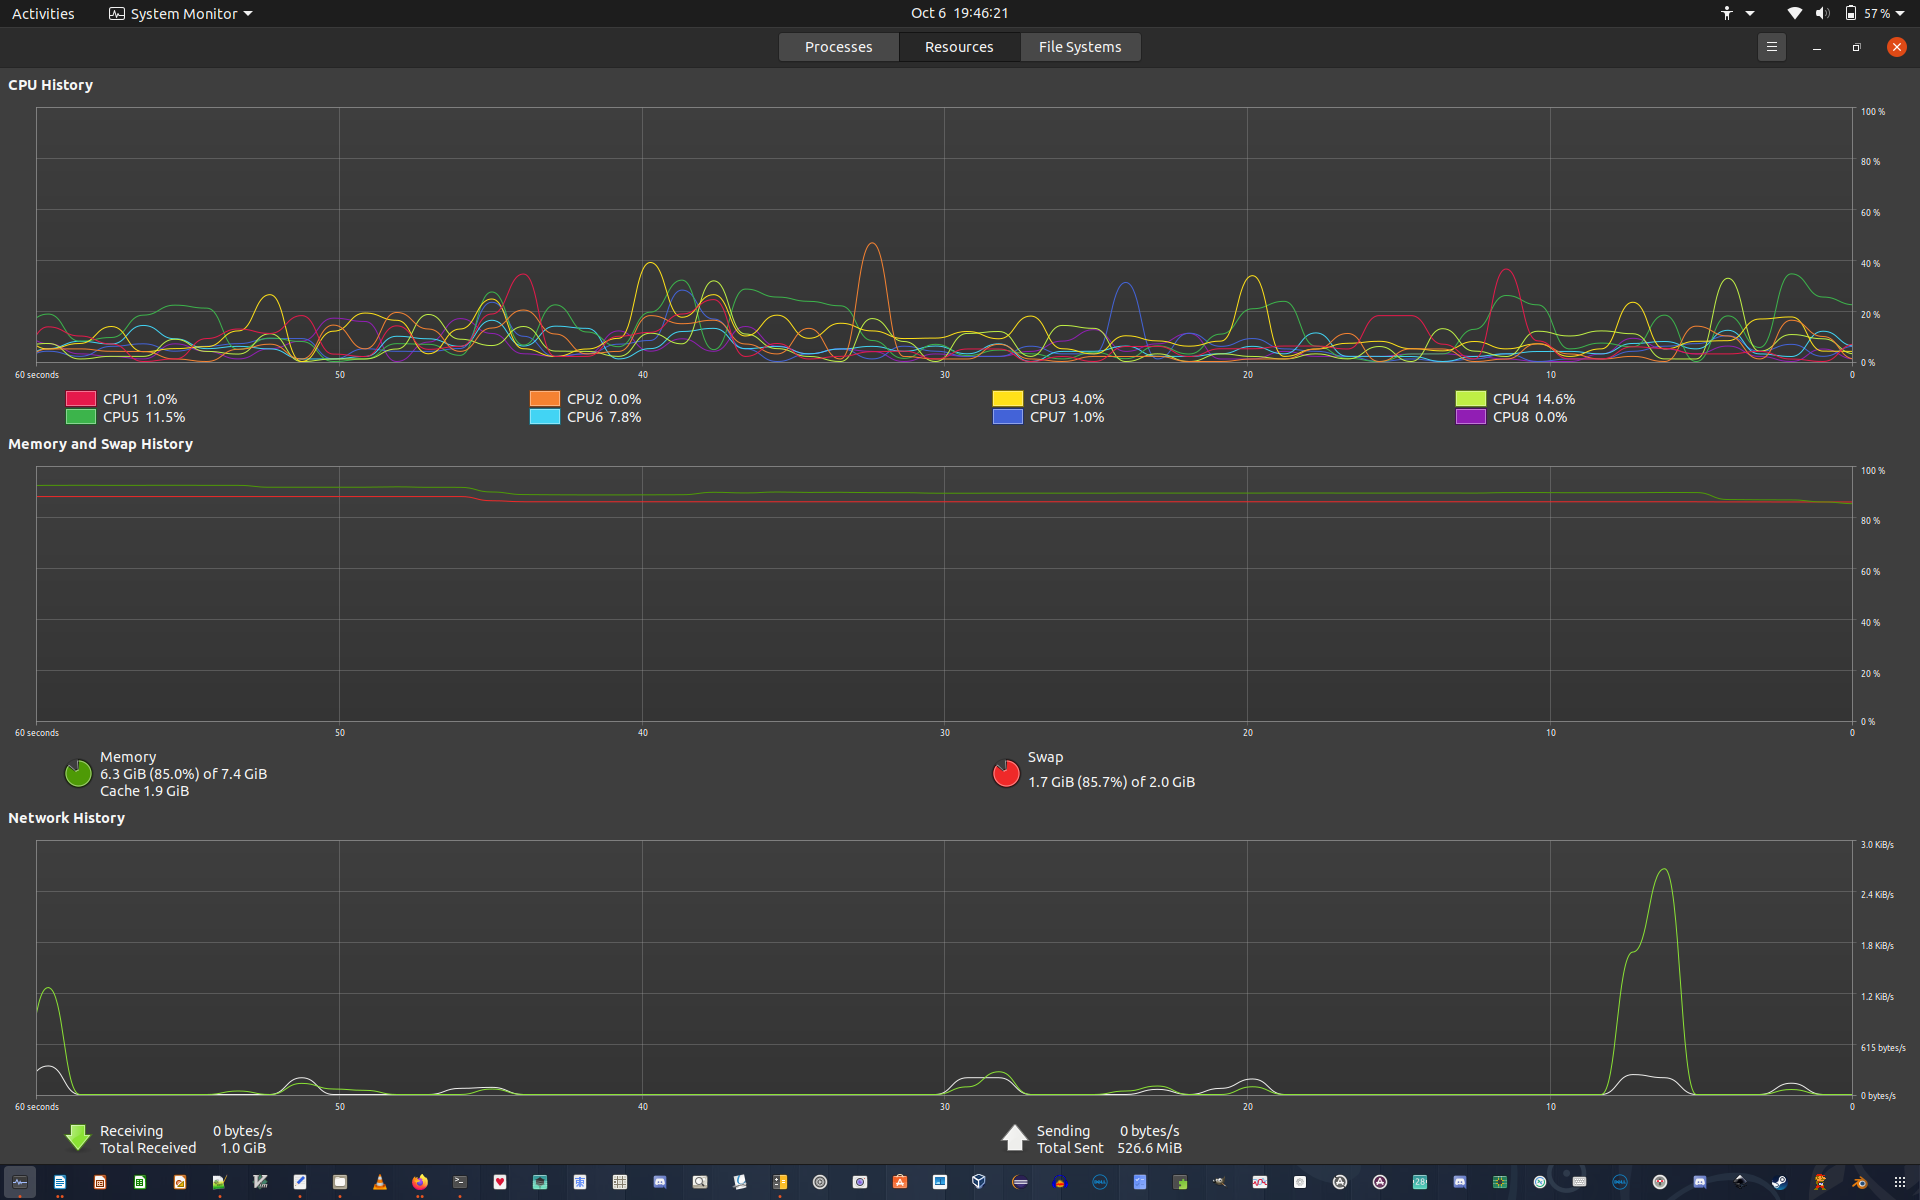 Activities System Monitor Oct 6 19:46:21 57 %
Processes Resources File Systems
CPU History
100 %
80 %
60 %
40 %
20 %
0 %
60 seconds 50 40 30 20 10 0
CPU1 1.0% CPU2 0.0% CPU3 4.0% CPU4 14.6%
CPU5 11.5% CPU6 7.8% CPU7 1.0% CPU8 0.0%
Memory and Swap History
100 %
80 %
60 %
40 %
20 %
0 %
60 seconds 50 40 30 20 10 0
Memory
6.3 GiB (85.0%) of 7.4 GiB
Cache 1.9 GiB
Swap
1.7 GiB (85.7%) of 2.0 GiB
Network History
3.0 KiB/s
2.4 KiB/s
1.8 KiB/s
1.2 KiB/s
615 bytes/s
0 bytes/s
60 seconds 50 40 30 20 10 0
Receiving 0 bytes/s
Total Received 1.0 GiB
Sending 0 bytes/s
Total Sent 526.6 MiB